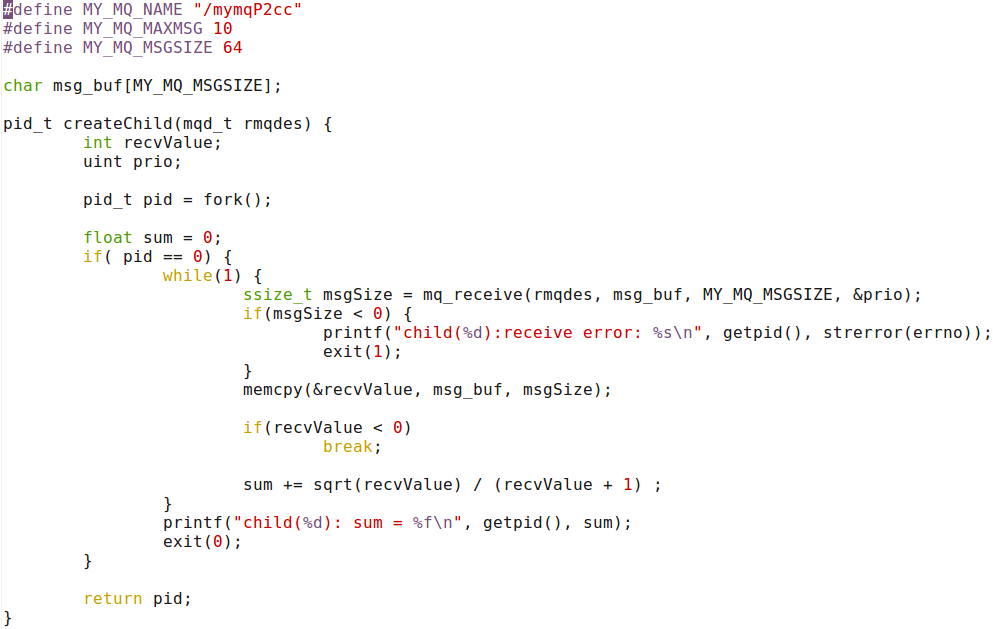 #define MY_MQ_NAME "/mymqP2cc"
#define MY_MQ_MAXMSG 10
#define MY_MQ_MSGSIZE 64

char msg_buf[MY_MQ_MSGSIZE];

pid_t createChild(mqd_t rmqdes) {
        int recvValue;
        uint prio;

        pid_t pid = fork();

        float sum = 0;
        if( pid == 0) {
                while(1) {
                        ssize_t msgSize = mq_receive(rmqdes, msg_buf, MY_MQ_MSGSIZE, &prio);
                        if(msgSize < 0) {
                                printf("child(%d):receive error: %s\n", getpid(), strerror(errno));
                                exit(1);
                        }
                        memcpy(&recvValue, msg_buf, msgSize);

                        if(recvValue < 0)
                                break;

                        sum += sqrt(recvValue) / (recvValue + 1) ;
                }
                printf("child(%d): sum = %f\n", getpid(), sum);
                exit(0);
        }

        return pid;
}